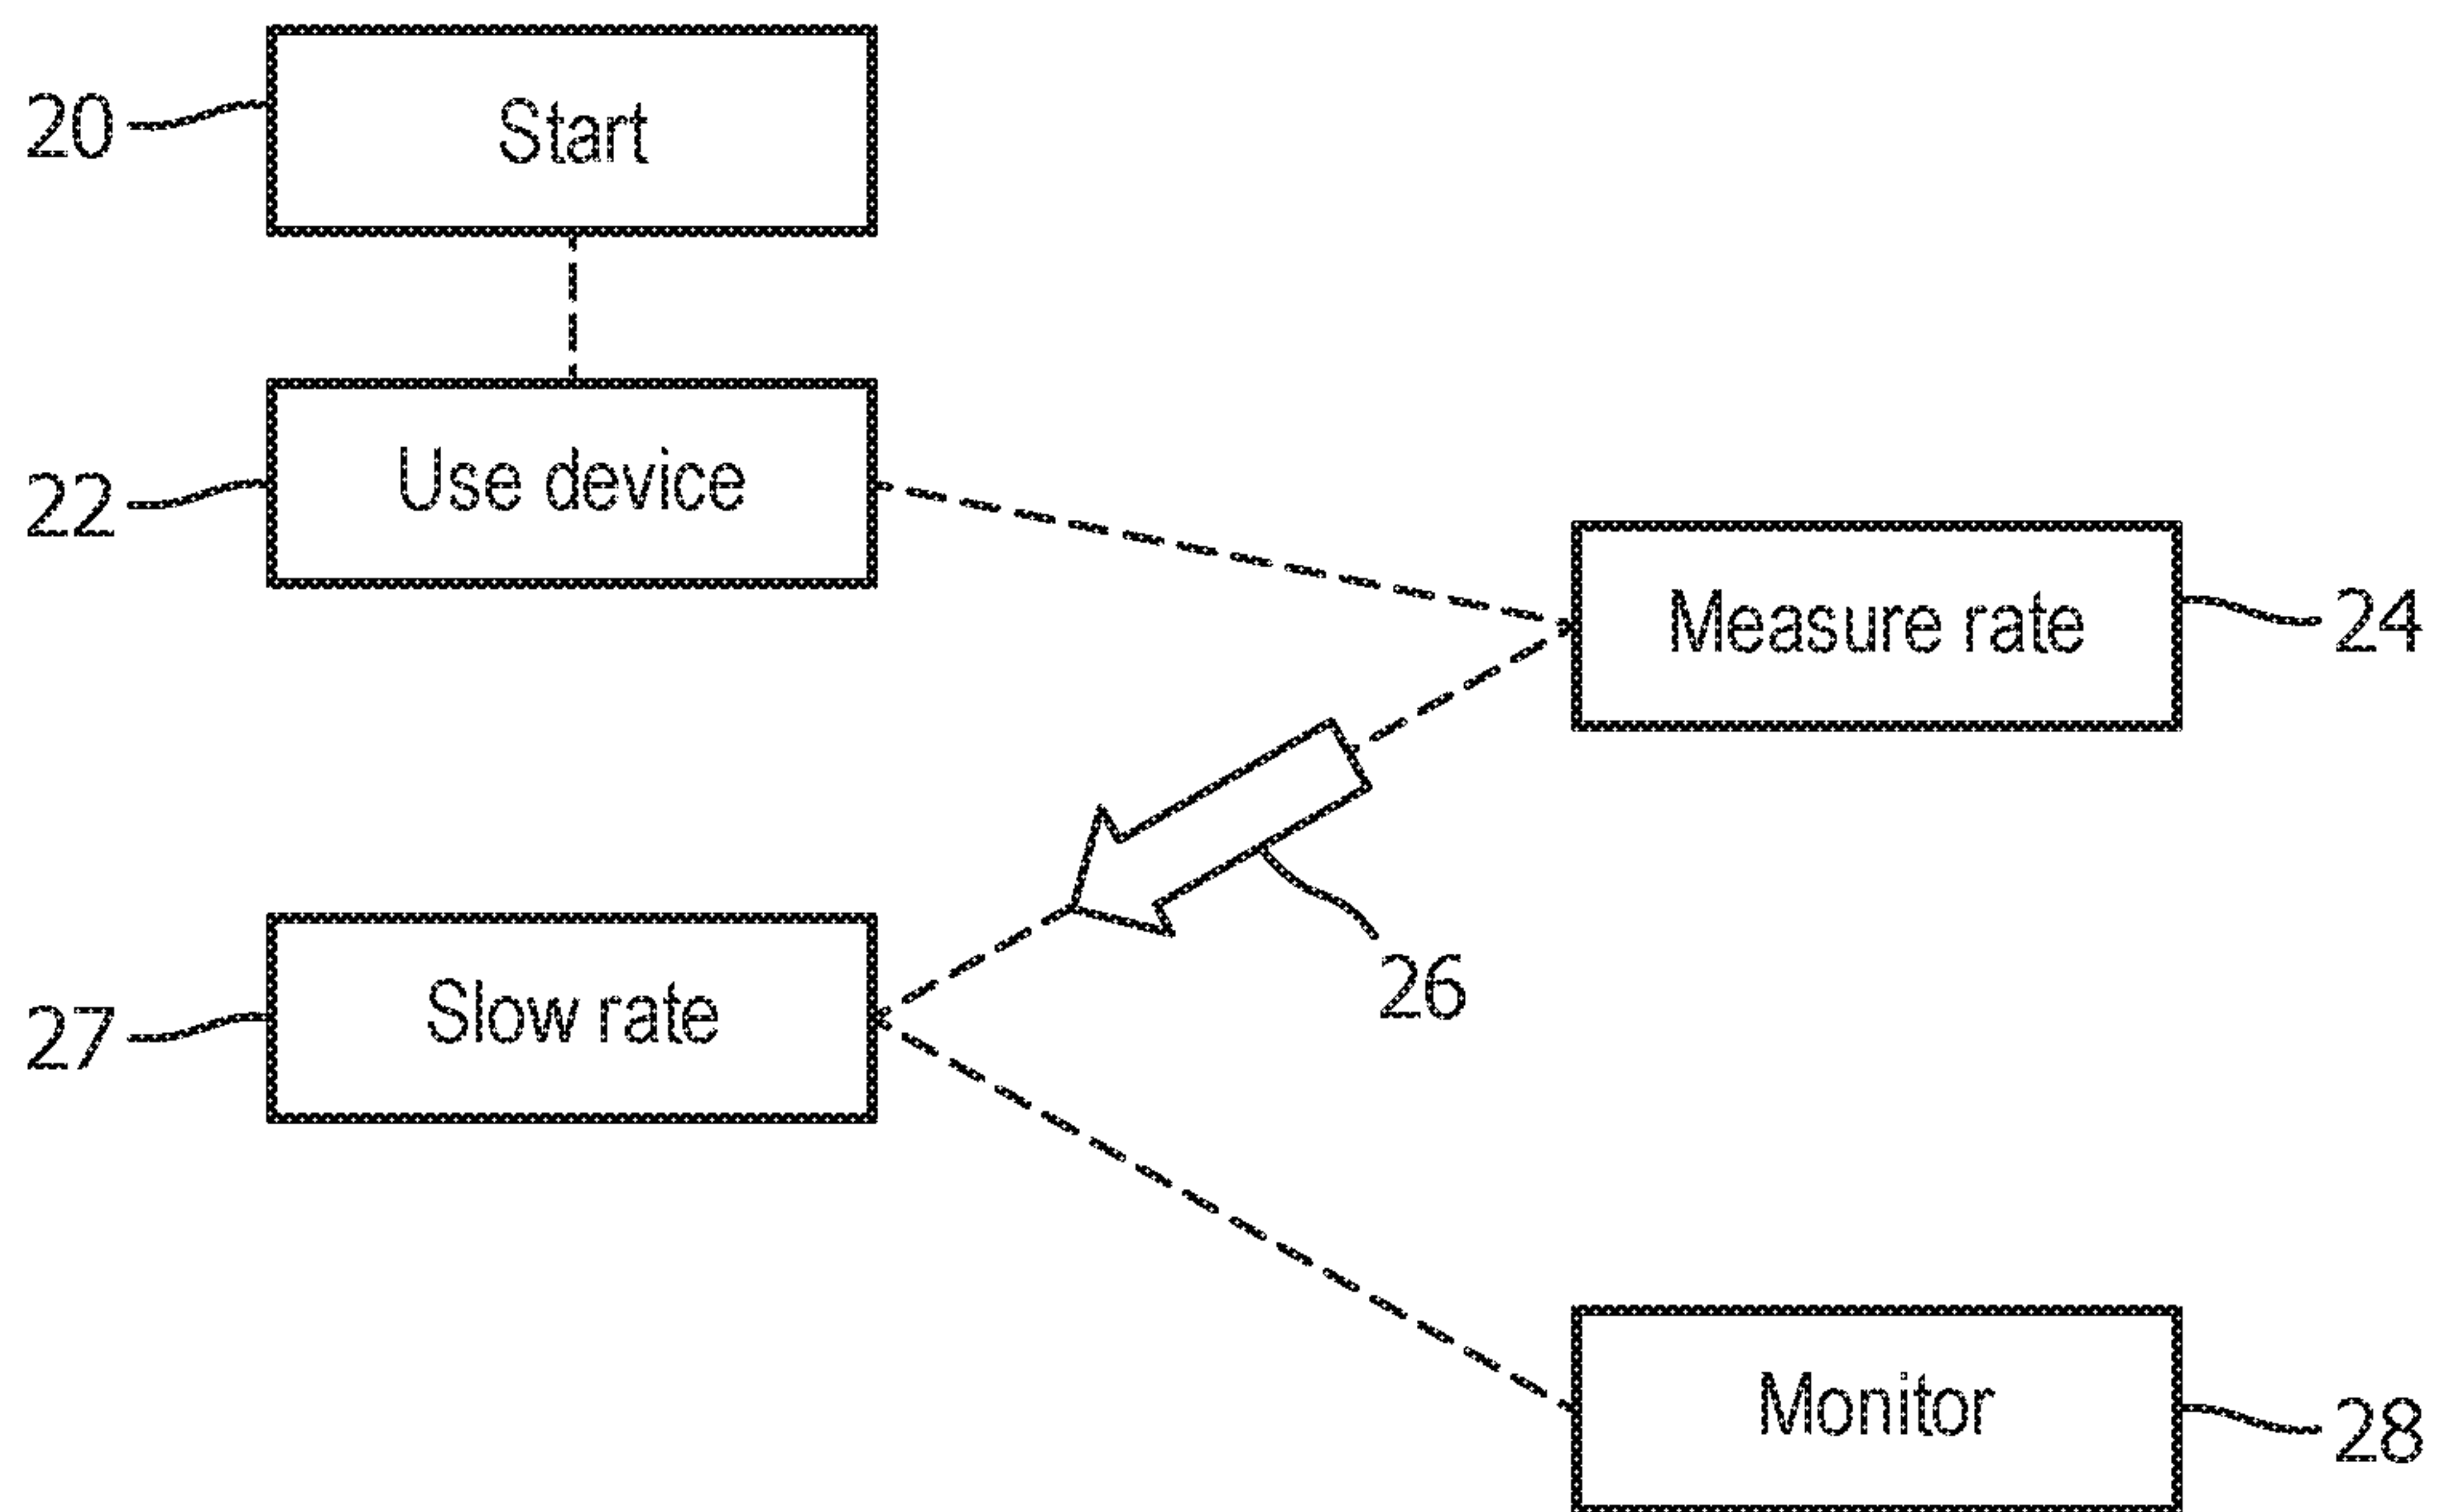 20
Start
22
Use device
Measure rate
24
26
27
Slow rate
Monitor
28